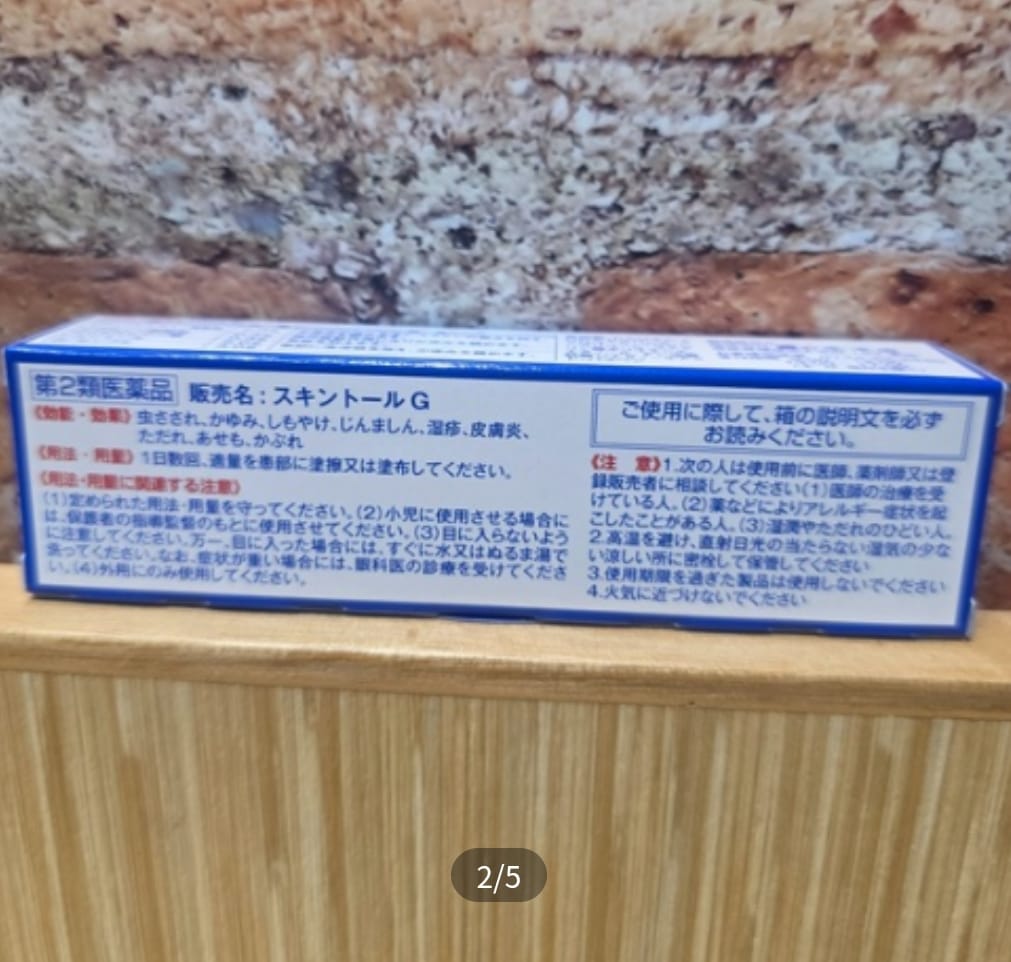 第2類医薬品 販売名：スキントールG
《効能・効果》虫さされ、かゆみ、しもやけ、じんましん、湿疹、皮膚炎、
ただれ、あせも、かぶれ
《用法・用量》1日数回、適量を患部に塗擦又は塗布してください。
《用法・用量に関連する注意》
(1)定められた用法・用量を守ってください。(2)小児に使用させる場合に
は、保護者の指導監督のもとに使用させてください。(3)目に入らないよう
に注意してください。万一、目に入った場合には、すぐに水又はぬるま湯で
洗ってください。なお、症状が重い場合には、眼科医の診療を受けてくださ
い。(4)外用にのみ使用してください。
ご使用に際して、箱の説明文を必ず
お読みください。
《注　意》1.次の人は使用前に医師、薬剤師又は登
録販売者に相談してください(1)医師の治療を受
けている人。(2)薬などによりアレルギー症状を起
こしたことがある人。(3)湿潤やただれのひどい人。
2.高温を避け、直射日光の当たらない湿気の少な
い涼しい所に密栓して保管してください
3.使用期限を過ぎた製品は使用しないでください
4.火気に近づけないでください
2/5